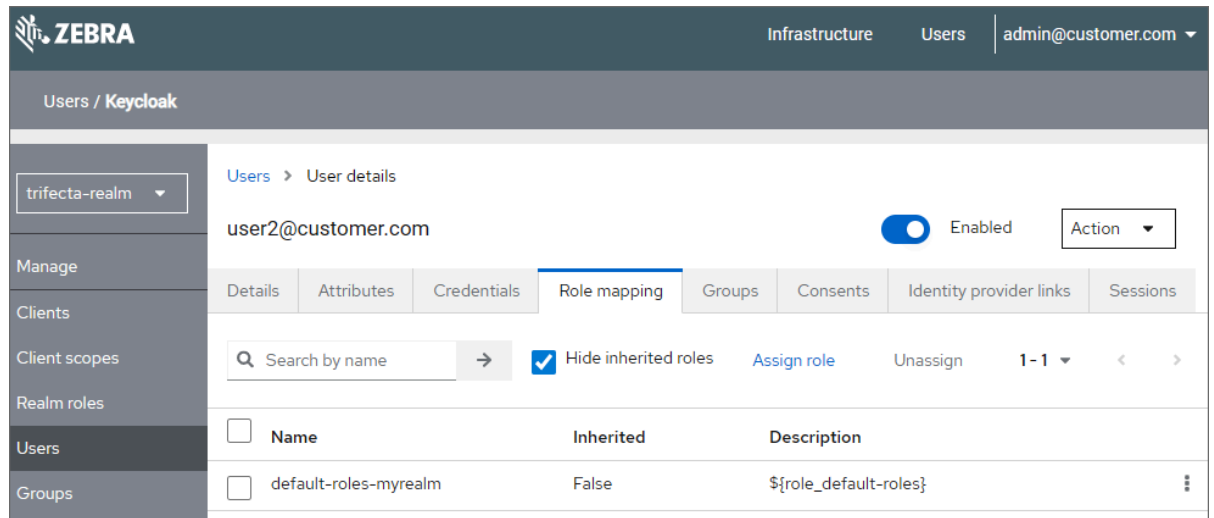 ZEBRA Infrastructure Users admin@customer.com
Users / Keycloak
trifecta-realm
Manage
Clients
Client scopes
Realm roles
Users
Groups
Users > User details
user2@customer.com Enabled Action
Details Attributes Credentials Role mapping Groups Consents Identity provider links Sessions
Search by name Hide inherited roles Assign role Unassign 1 - 1
Name Inherited Description
default-roles-myrealm False ${role_default-roles}